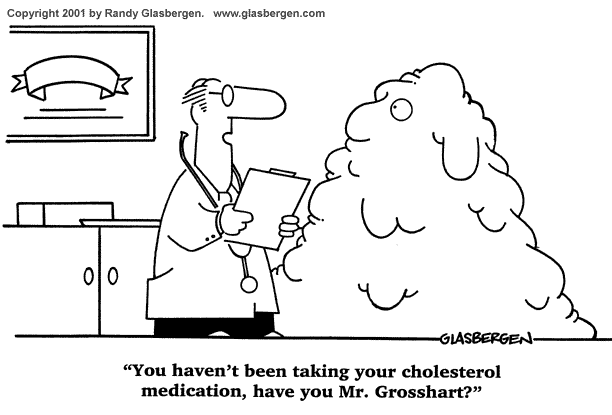 Copyright 2001 by Randy Glasbergen. www.glasbergen.com
GLASBERGEN
“You haven’t been taking your cholesterol
medication, have you Mr. Grosshart?”